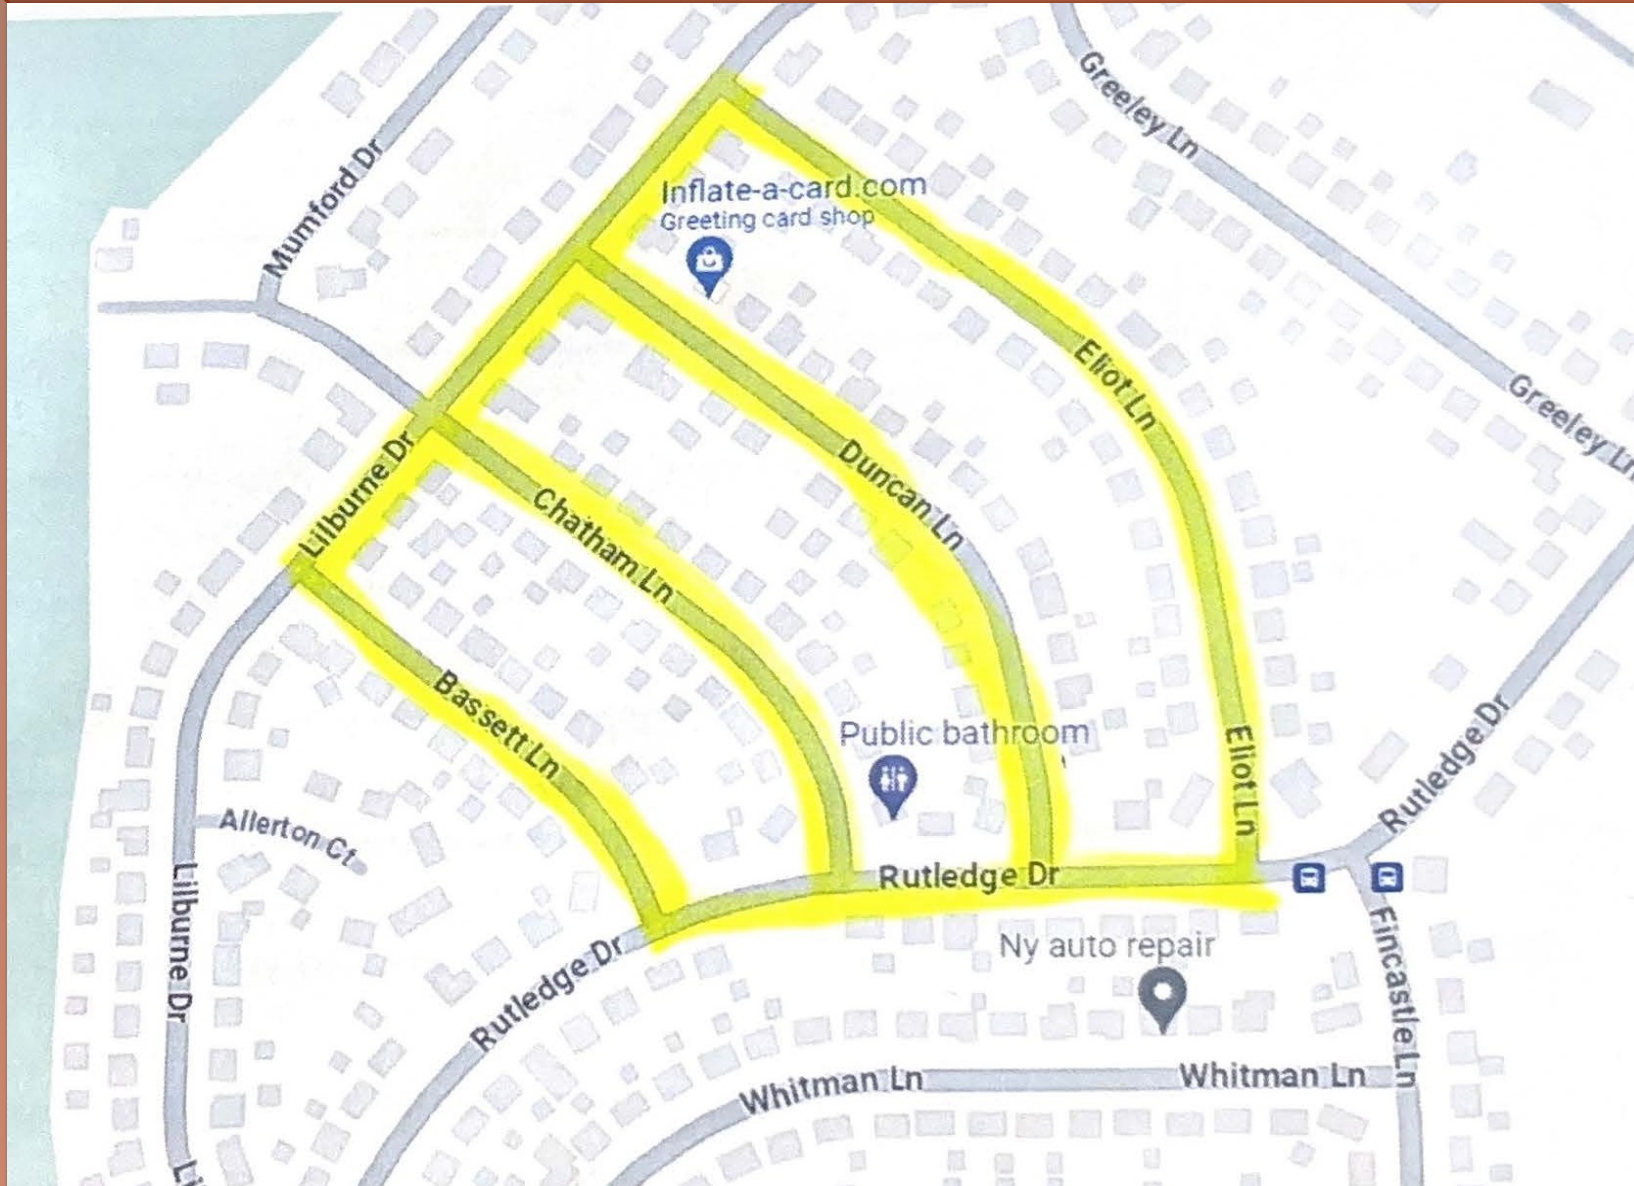 Greeley Ln
Mumford Dr
Inflate-a-card.com
Greeting card shop
Eliot Ln
Greeley Ln
Lilburne Dr
Duncan Ln
Chatham Ln
Bassett Ln
Public bathroom
Eliot Ln
Rutledge Dr
Allerton Ct
Rutledge Dr
Lilburne Dr
Rutledge Dr
Ny auto repair
Fincastle Ln
Whitman Ln
Whitman Ln
Li